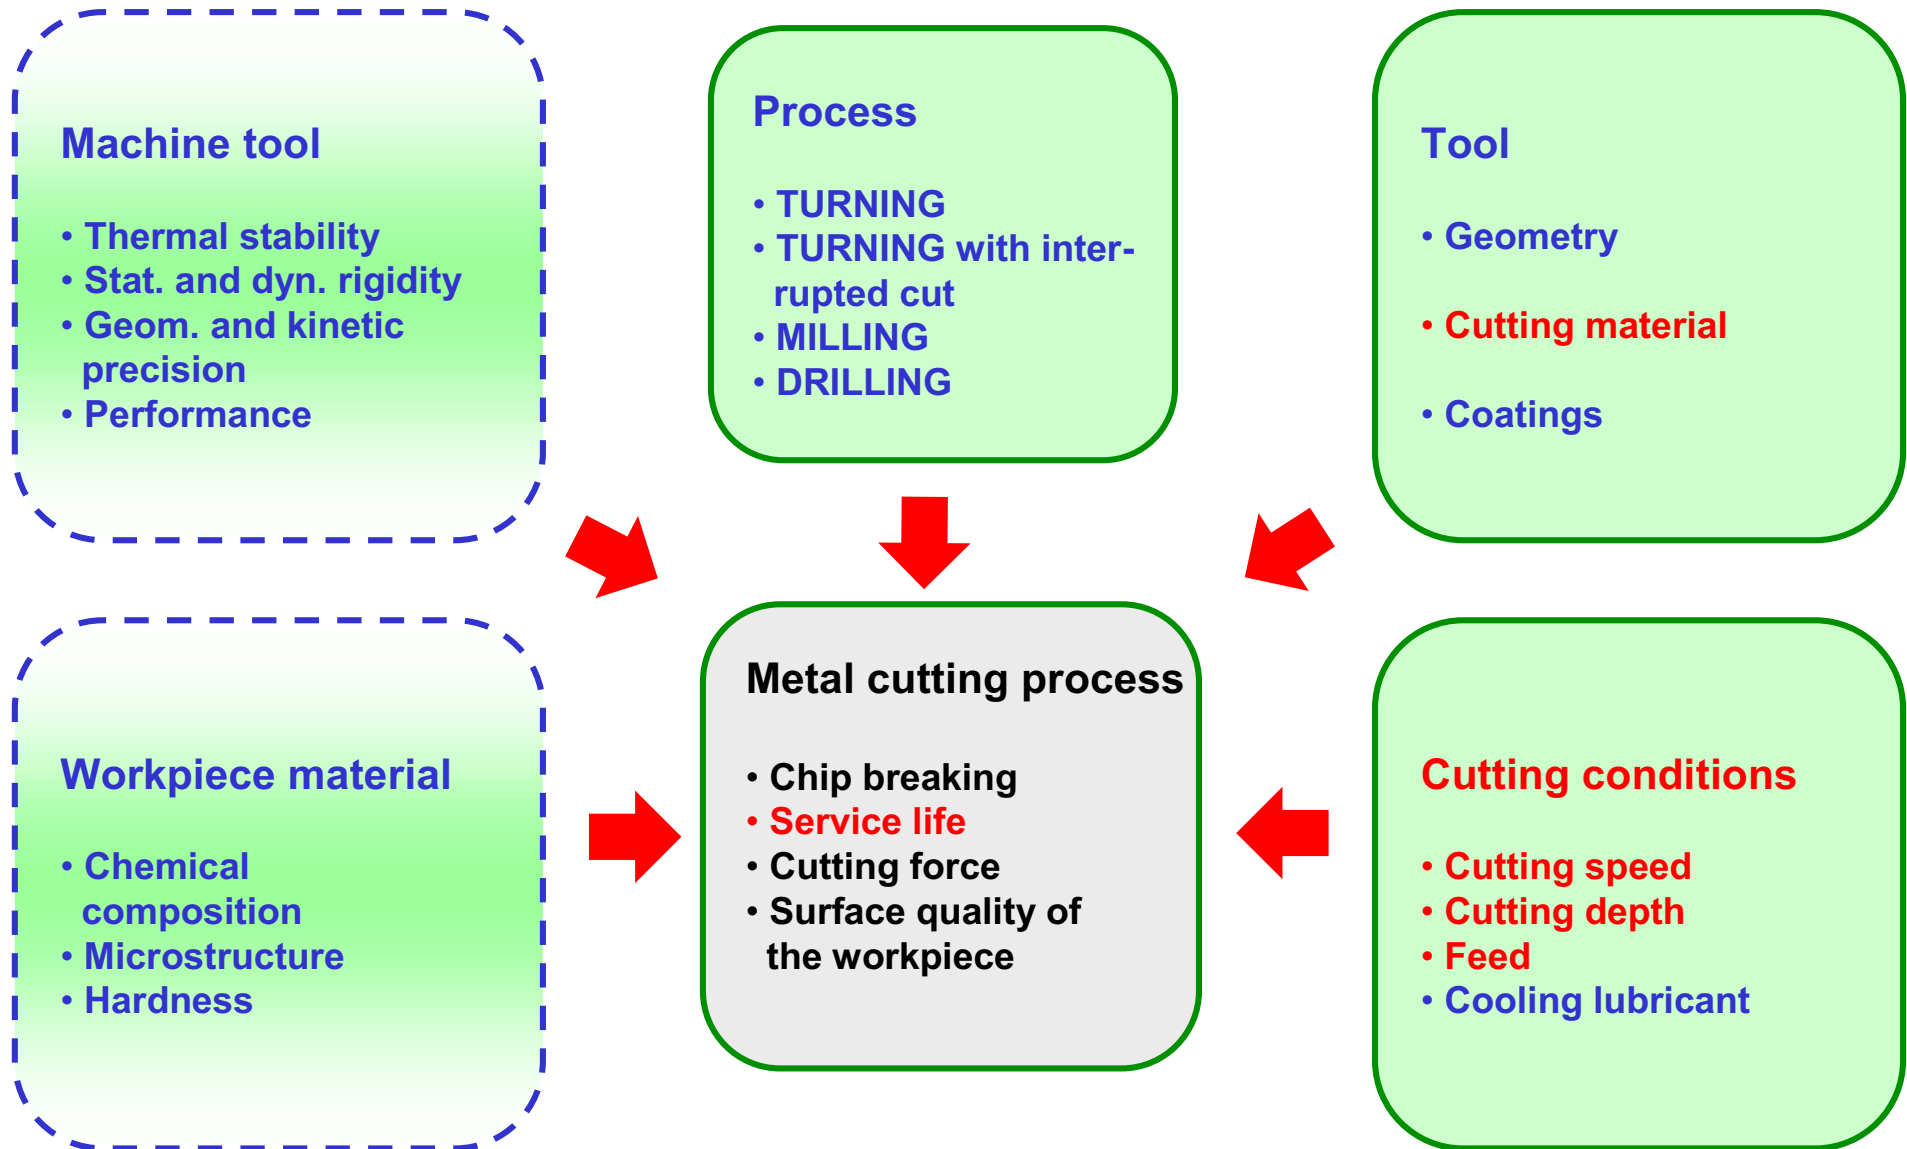 Machine tool
• Thermal stability
• Stat. and dyn. rigidity
• Geom. and kinetic
precision
• Performance
Process
• TURNING
• TURNING with inter-
rupted cut
• MILLING
• DRILLING
Tool
• Geometry
• Cutting material
• Coatings
Workpiece material
• Chemical
composition
• Microstructure
• Hardness
Metal cutting process
• Chip breaking
• Service life
• Cutting force
• Surface quality of
the workpiece
Cutting conditions
• Cutting speed
• Cutting depth
• Feed
• Cooling lubricant